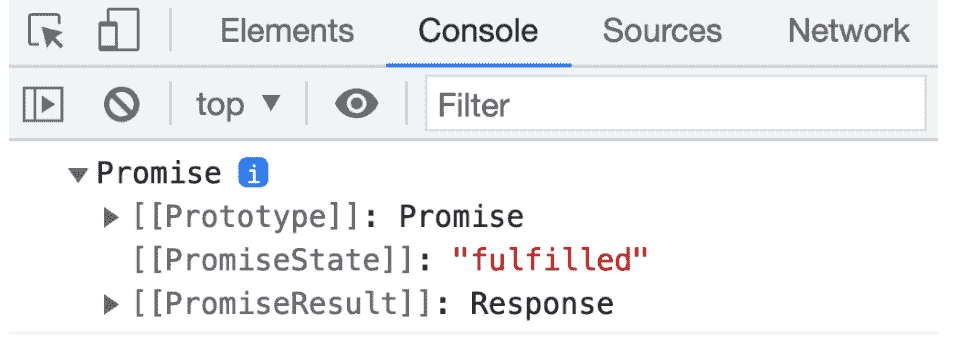 Elements Console Sources Network
top ▼ Filter
▼ Promise i
▶ [[Prototype]]: Promise
[[PromiseState]]: "fulfilled"
▶ [[PromiseResult]]: Response